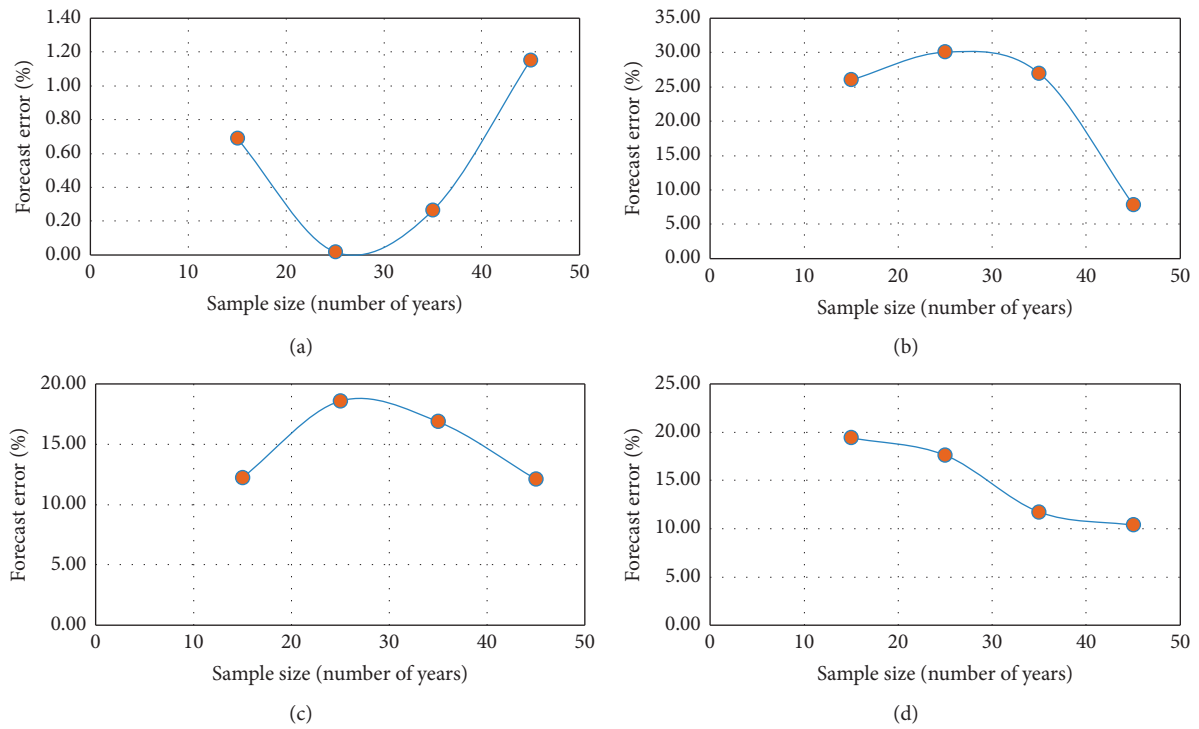 1.40
1.20
1.00
0.80
0.60
0.40
0.20
0.00
0 10 20 30 40 50
Forecast error (%)
Sample size (number of years)
(a)
35.00
30.00
25.00
20.00
15.00
10.00
5.00
0.00
0 10 20 30 40 50
Forecast error (%)
Sample size (number of years)
(b)
20.00
15.00
10.00
5.00
0.00
0 10 20 30 40 50
Forecast error (%)
Sample size (number of years)
(c)
25.00
20.00
15.00
10.00
5.00
0.00
0 10 20 30 40 50
Forecast error (%)
Sample size (number of years)
(d)